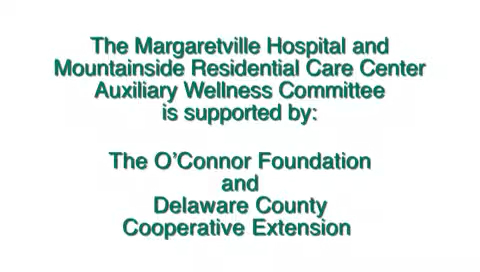 The Margaretville Hospital and
Mountainside Residential Care Center
Auxiliary Wellness Committee
is supported by:
The O’Connor Foundation
and
Delaware County
Cooperative Extension